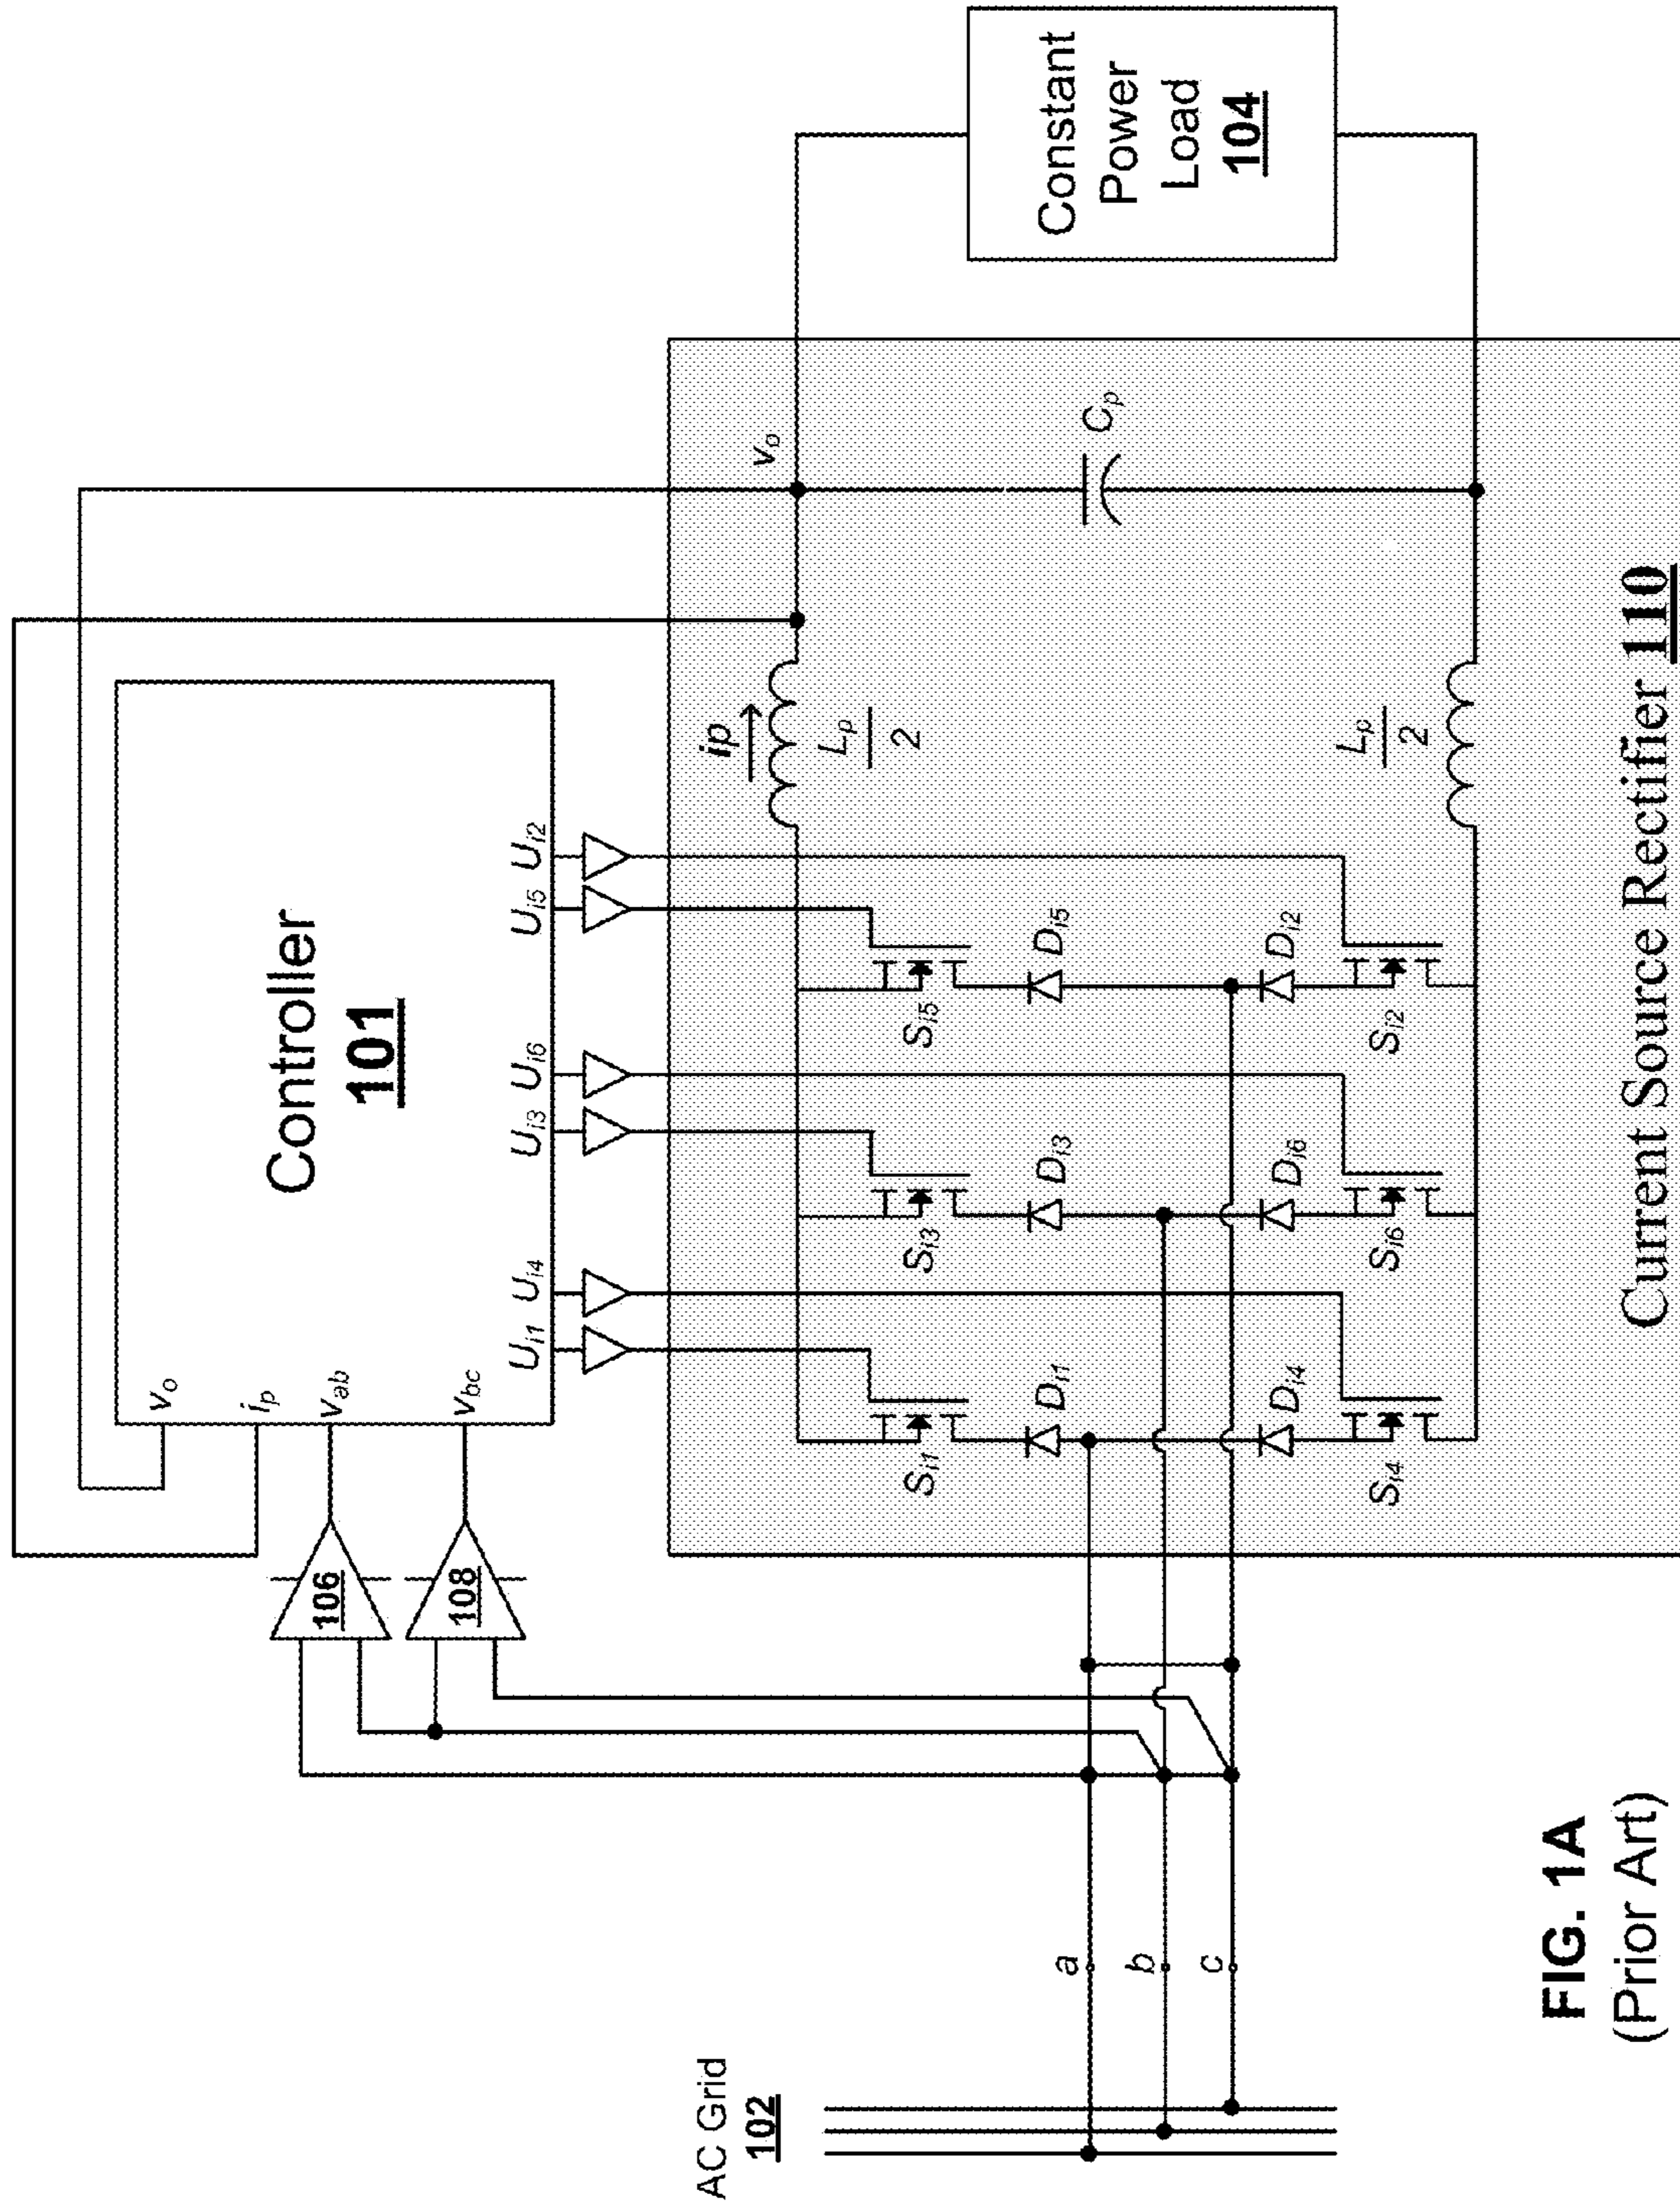 Controller
101
v_o
i_p
v_ab
v_bc
U_i1
U_i4
U_i3
U_i6
U_i5
U_i2
106
108
ip
L_p
2
v_o
C_p
Constant
Power
Load
104
S_i1
S_i3
S_i5
D_i1
D_i3
D_i5
D_i4
D_i6
D_i2
S_i4
S_i6
S_i2
L_p
2
AC Grid
102
a
b
c
Current Source Rectifier 110
FIG. 1A
(Prior Art)